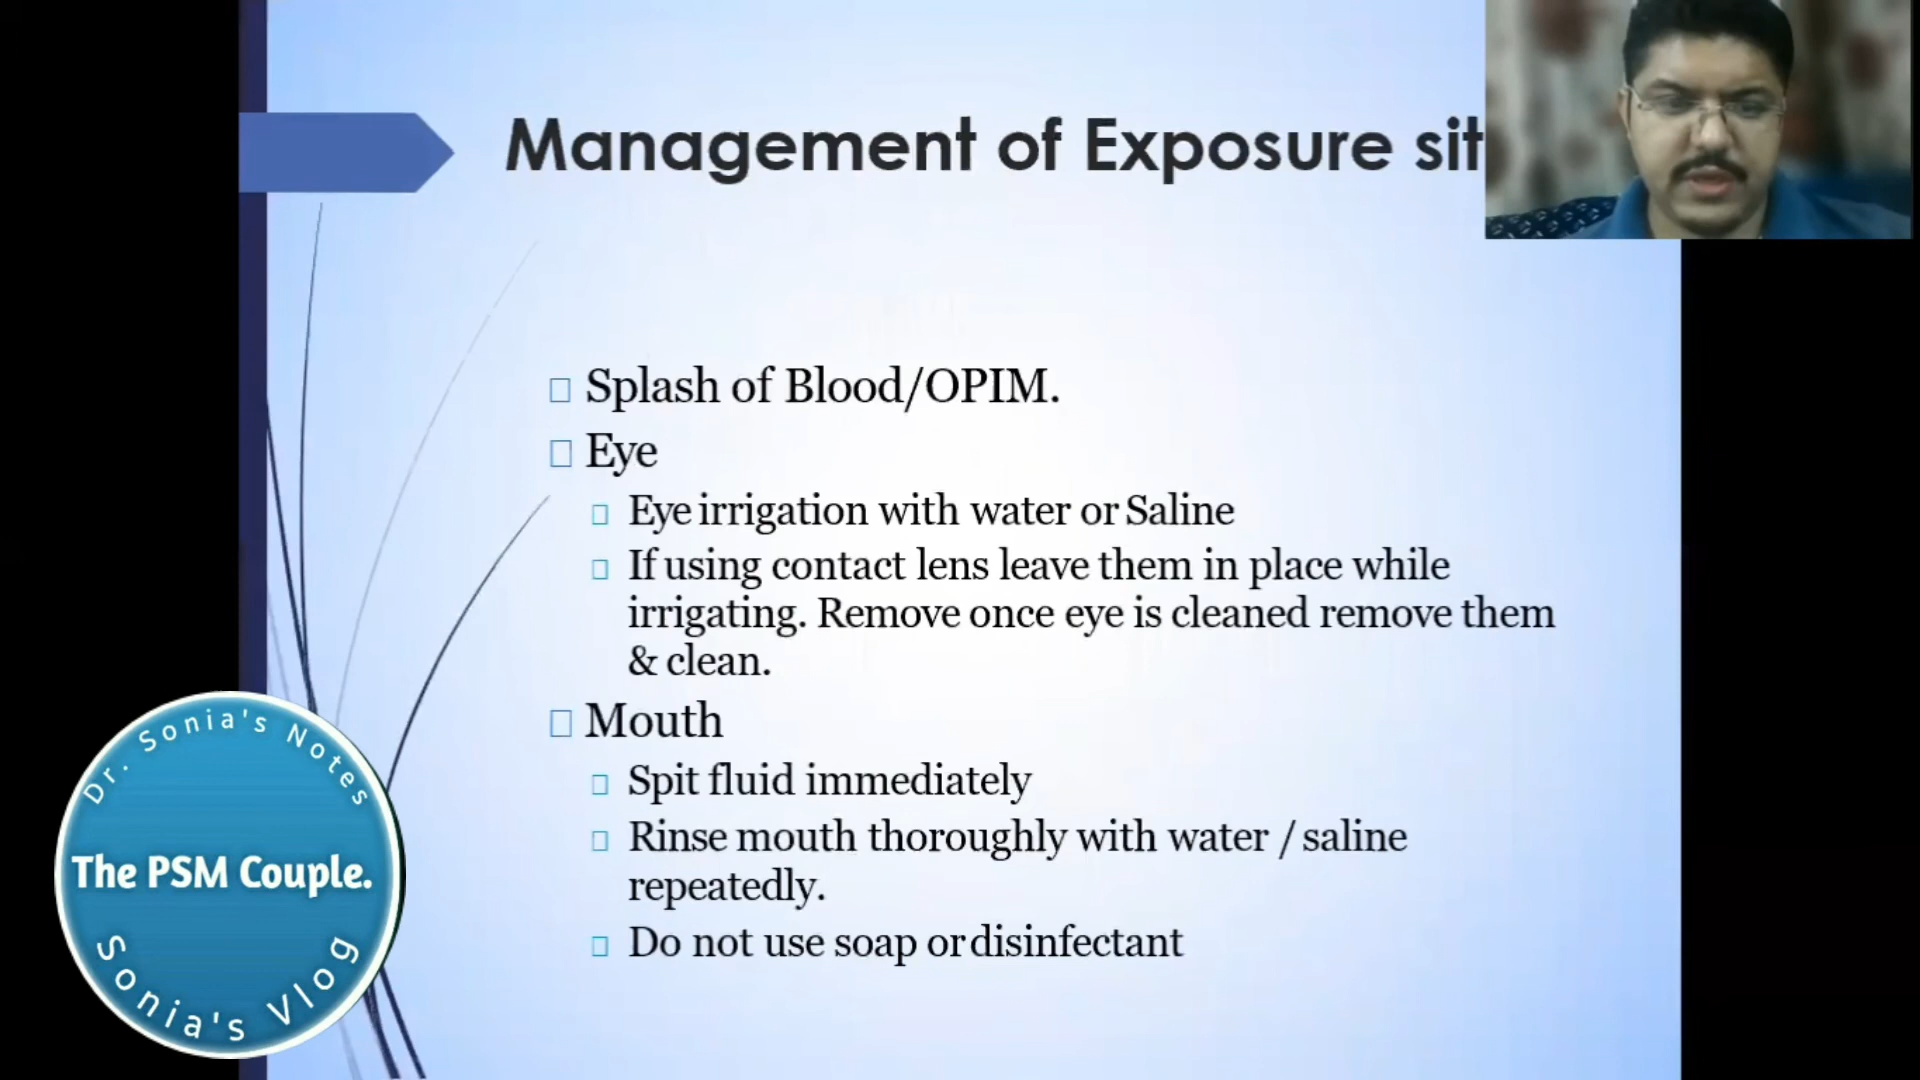 Management of Exposure sit
Splash of Blood/OPIM.
Eye
Eye irrigation with water or Saline
If using contact lens leave them in place while
irrigating. Remove once eye is cleaned remove them
& clean.
Mouth
Spit fluid immediately
Rinse mouth thoroughly with water / saline
repeatedly.
Do not use soap or disinfectant
Dr. Sonia's Notes
The PSM Couple.
Sonia's Vlog